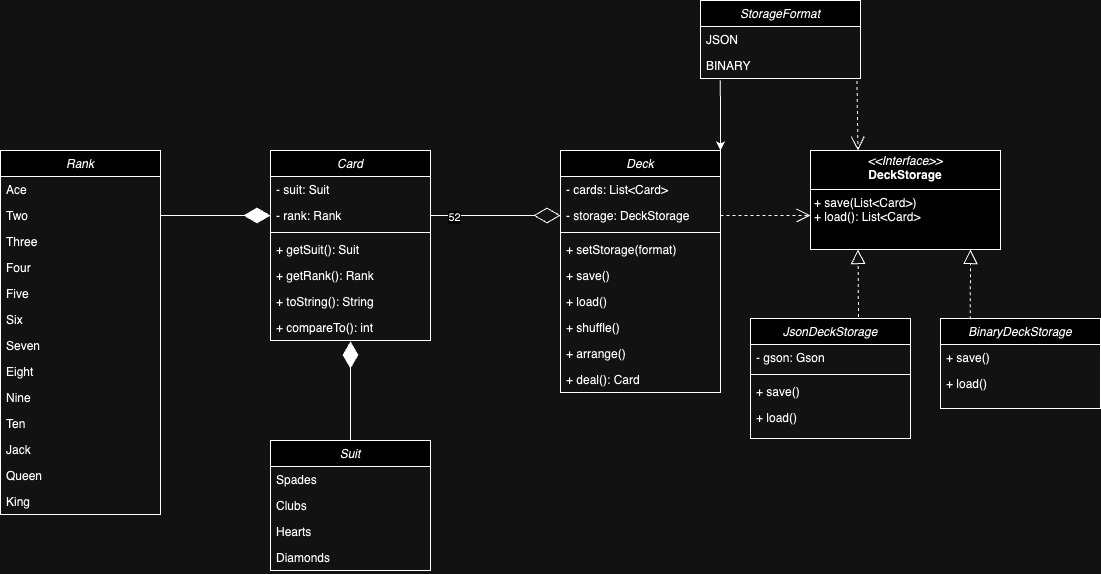 StorageFormat
JSON
BINARY
Rank
Ace
Two
Three
Four
Five
Six
Seven
Eight
Nine
Ten
Jack
Queen
King
Card
- suit: Suit
- rank: Rank
+ getSuit(): Suit
+ getRank(): Rank
+ toString(): String
+ compareTo(): int
52
Deck
- cards: List<Card>
- storage: DeckStorage
+ setStorage(format)
+ save()
+ load()
+ shuffle()
+ arrange()
+ deal(): Card
<<Interface>>
DeckStorage
+ save(List<Card>)
+ load(): List<Card>
Suit
Spades
Clubs
Hearts
Diamonds
JsonDeckStorage
- gson: Gson
+ save()
+ load()
BinaryDeckStorage
+ save()
+ load()